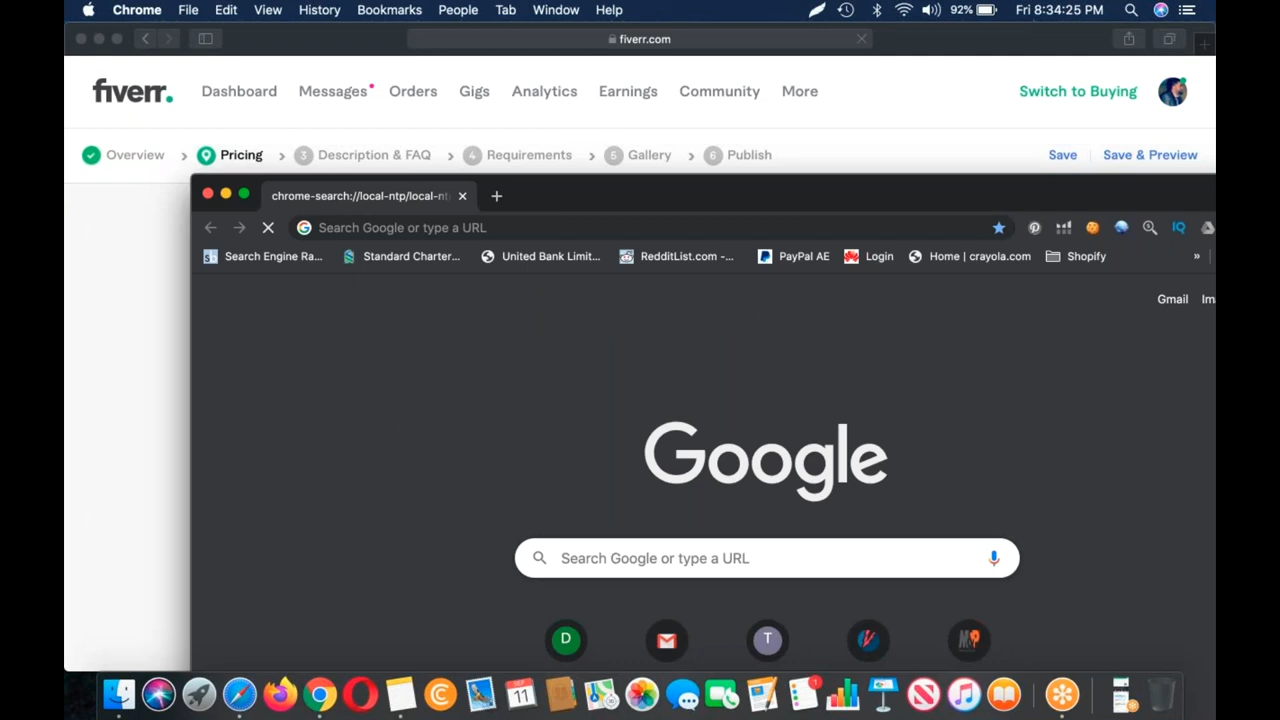 Chrome File Edit View History Bookmarks People Tab Window Help 92% Fri 8:34:25 PM
fiverr.com
fiverr. Dashboard Messages Orders Gigs Analytics Earnings Community More Switch to Buying
Overview Pricing 3 Description & FAQ 4 Requirements 5 Gallery 6 Publish Save Save & Preview
chrome-search://local-ntp/local-nt
Search Google or type a URL IQ
Search Engine Ra... Standard Charter... United Bank Limit... RedditList.com -... PayPal AE Login Home | crayola.com Shopify »
Gmail Im
Google
Search Google or type a URL
D T
11 1